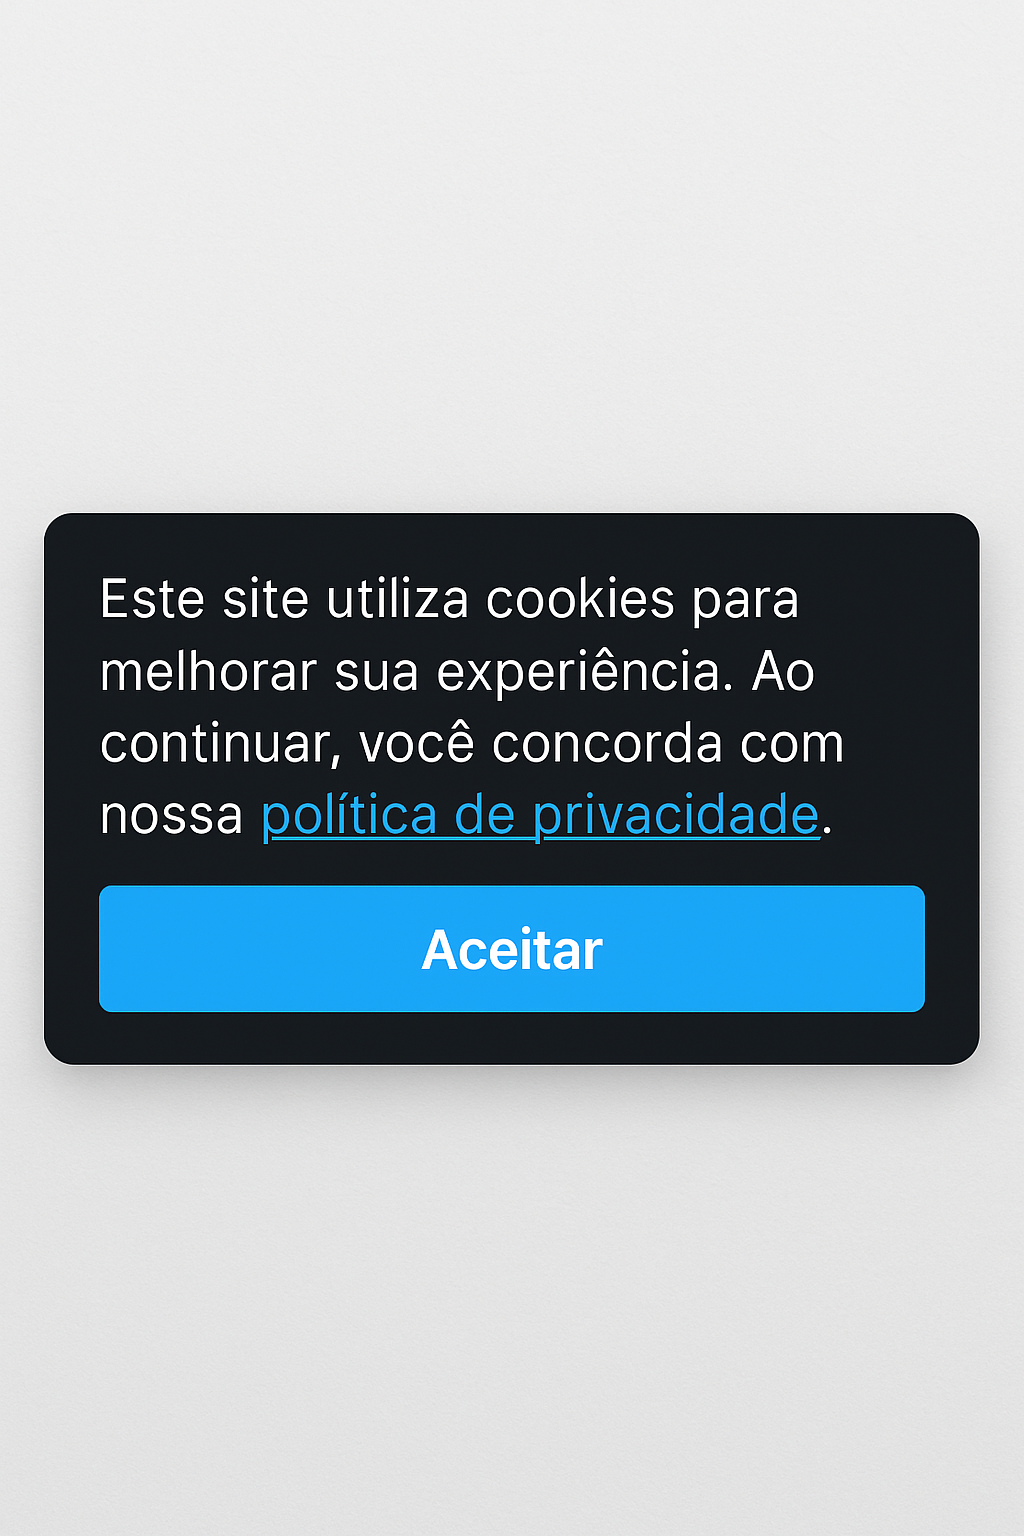 Este site utiliza cookies para
melhorar sua experiência. Ao
continuar, você concorda com
nossa política de privacidade.
Aceitar